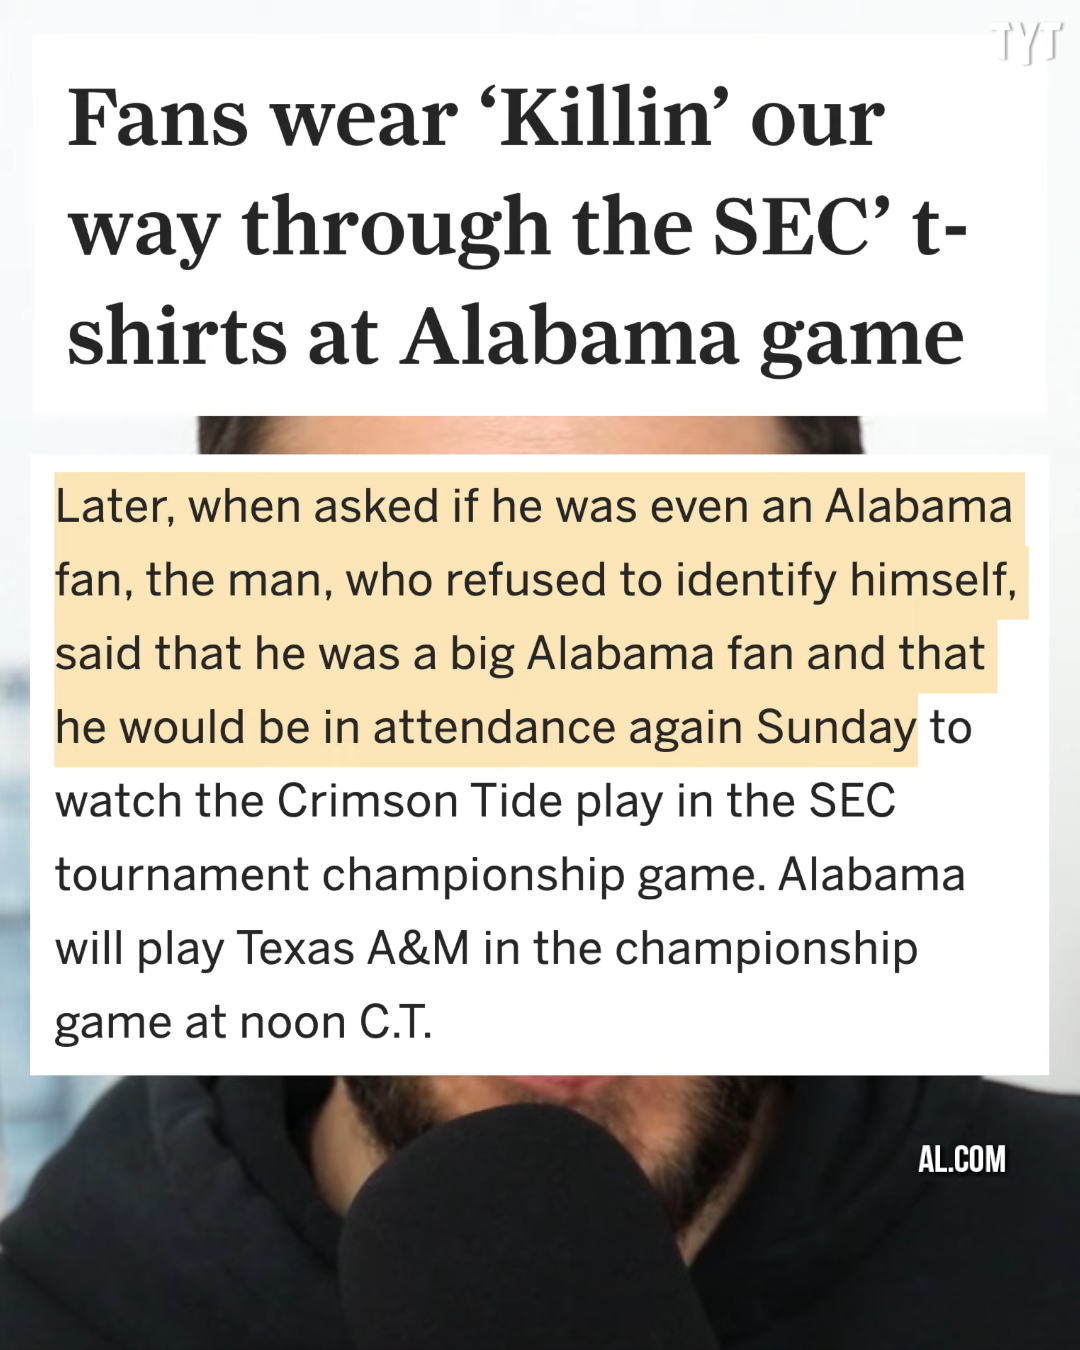 TYT
Fans wear ‘Killin’ our
way through the SEC’ t-
shirts at Alabama game
Later, when asked if he was even an Alabama
fan, the man, who refused to identify himself,
said that he was a big Alabama fan and that
he would be in attendance again Sunday to
watch the Crimson Tide play in the SEC
tournament championship game. Alabama
will play Texas A&M in the championship
game at noon C.T.
AL.COM